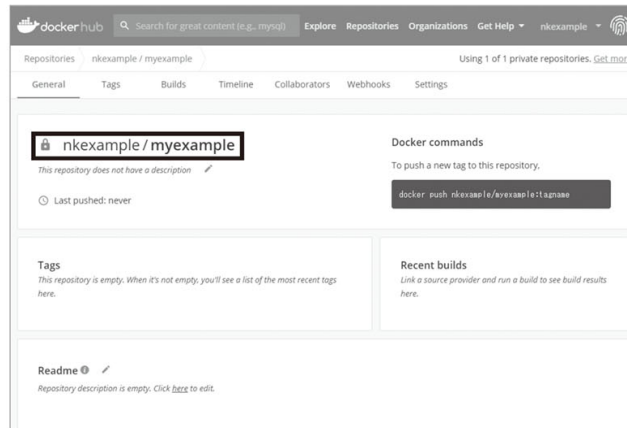 dockerhub Search for great content (e.g., mysql) Explore Repositories Organizations Get Help nkexample
Repositories nkexample / myexample Using 1 of 1 private repositories. Get mor
General Tags Builds Timeline Collaborators Webhooks Settings
nkexample / myexample
This repository does not have a description
Last pushed: never
Docker commands
To push a new tag to this repository,
docker push nkexample/myexample:tagname
Tags
This repository is empty. When it's not empty, you'll see a list of the most recent tags
here.
Recent builds
Link a source provider and run a build to see build results
here.
Readme
Repository description is empty. Click here to edit.